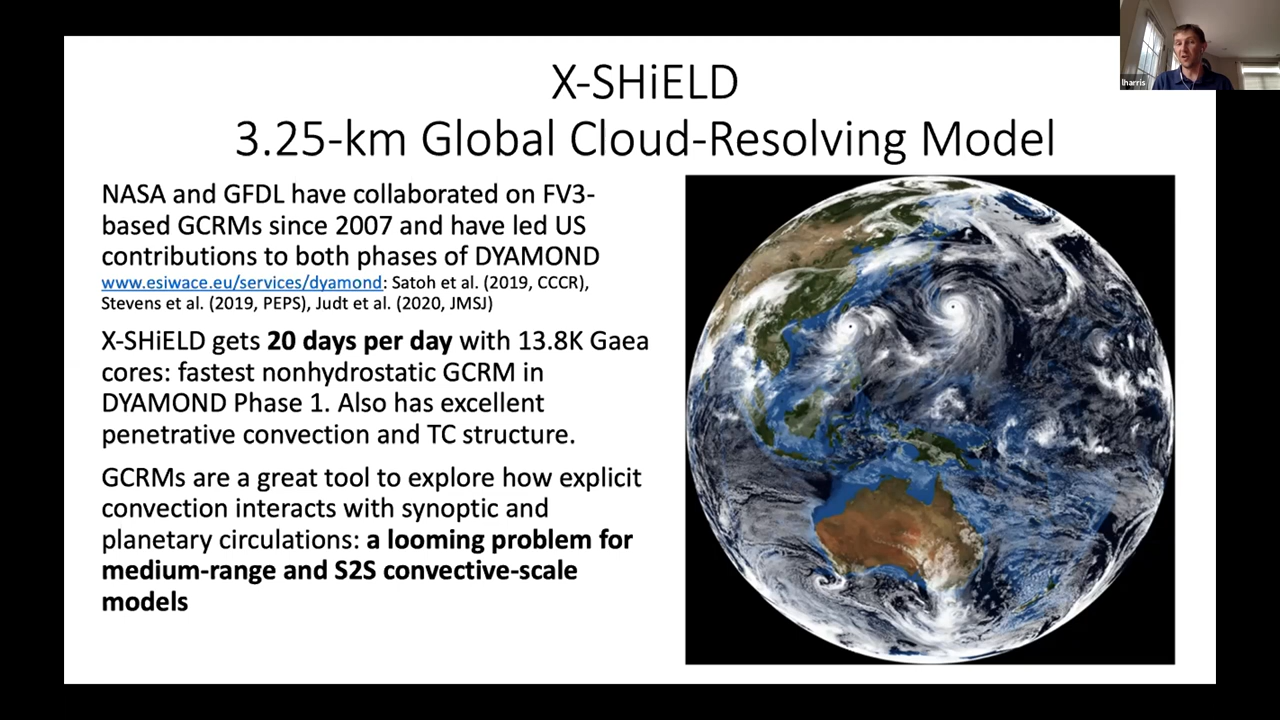 X-SHiELD
3.25-km Global Cloud-Resolving Model
NASA and GFDL have collaborated on FV3-
based GCRMs since 2007 and have led US
contributions to both phases of DYAMOND
www.esiwace.eu/services/dyamond: Satoh et al. (2019, CCCR),
Stevens et al. (2019, PEPS), Judt et al. (2020, JMSJ)
X-SHiELD gets 20 days per day with 13.8K Gaea
cores: fastest nonhydrostatic GCRM in
DYAMOND Phase 1. Also has excellent
penetrative convection and TC structure.
GCRMs are a great tool to explore how explicit
convection interacts with synoptic and
planetary circulations: a looming problem for
medium-range and S2S convective-scale
models
lharris